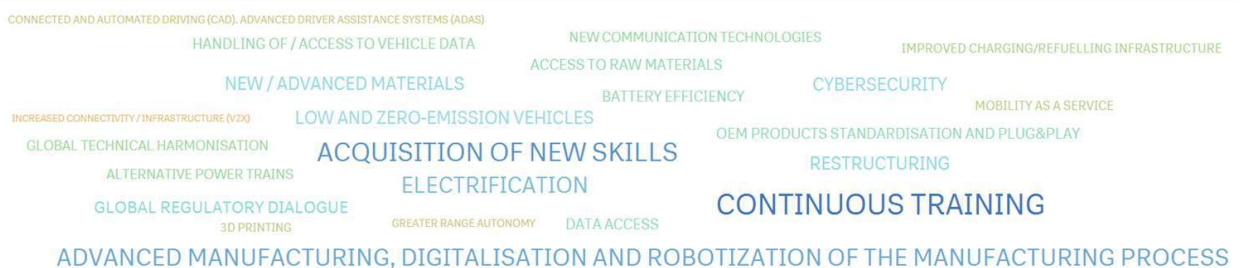 CONNECTED AND AUTOMATED DRIVING (CAD). ADVANCED DRIVER ASSISTANCE SYSTEMS (ADAS)
HANDLING OF / ACCESS TO VEHICLE DATA
NEW COMMUNICATION TECHNOLOGIES
IMPROVED CHARGING/REFUELLING INFRASTRUCTURE
ACCESS TO RAW MATERIALS
NEW / ADVANCED MATERIALS
CYBERSECURITY
BATTERY EFFICIENCY
MOBILITY AS A SERVICE
INCREASED CONNECTIVITY / INFRASTRUCTURE (V2X)
LOW AND ZERO-EMISSION VEHICLES
OEM PRODUCTS STANDARDISATION AND PLUG&PLAY
GLOBAL TECHNICAL HARMONISATION
ACQUISITION OF NEW SKILLS
RESTRUCTURING
ALTERNATIVE POWER TRAINS
ELECTRIFICATION
CONTINUOUS TRAINING
GLOBAL REGULATORY DIALOGUE
3D PRINTING
GREATER RANGE AUTONOMY
DATA ACCESS
ADVANCED MANUFACTURING, DIGITALISATION AND ROBOTIZATION OF THE MANUFACTURING PROCESS